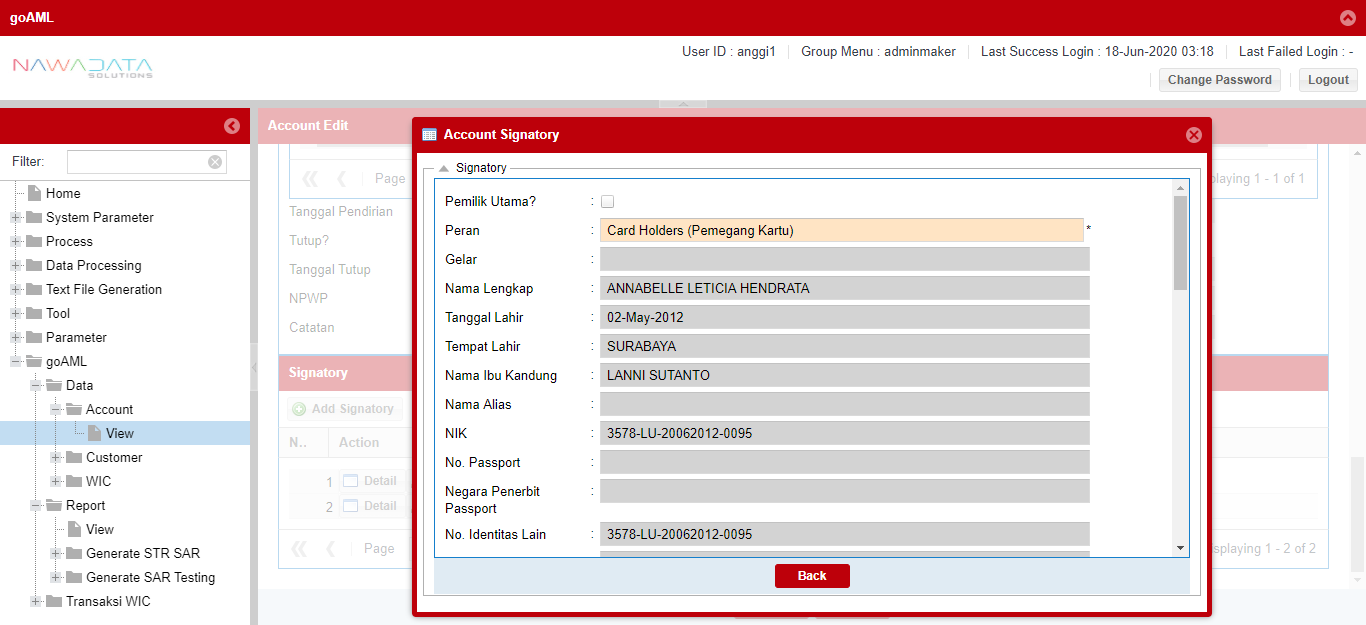 goAML
NAWADATA
SOLUTIONS
User ID : anggi1
Group Menu : adminmaker
Last Success Login : 18-Jun-2020 03:18
Last Failed Login : -
Change Password
Logout
Filter:
Home
System Parameter
Process
Data Processing
Text File Generation
Tool
Parameter
goAML
Data
Account
View
Customer
WIC
Report
View
Generate STR SAR
Generate SAR Testing
Transaksi WIC
Account Edit
Page
playing 1 - 1 of 1
Tanggal Pendirian
Tutup?
Tanggal Tutup
NPWP
Catatan
Signatory
Add Signatory
N..
Action
1 Detail
2 Detail
Page
splaying 1 - 2 of 2
Account Signatory
Signatory
Pemilik Utama? :
Peran : Card Holders (Pemegang Kartu) *
Gelar :
Nama Lengkap : ANNABELLE LETICIA HENDRATA
Tanggal Lahir : 02-May-2012
Tempat Lahir : SURABAYA
Nama Ibu Kandung : LANNI SUTANTO
Nama Alias :
NIK : 3578-LU-20062012-0095
No. Passport :
Negara Penerbit :
Passport
No. Identitas Lain : 3578-LU-20062012-0095
Back